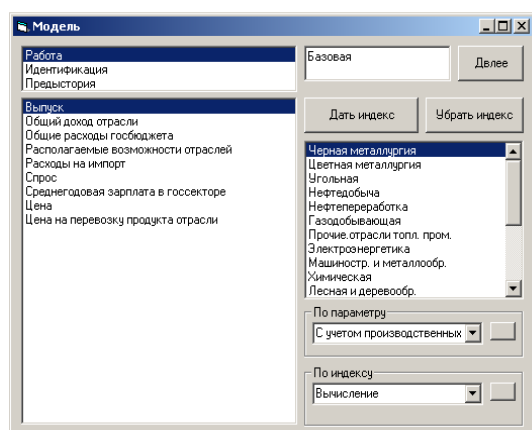 Модель
Работа
Идентификация
Предыстория
Базовая
Двлее
Выпуск
Общий доход отрасли
Общие расходы госбюджета
Располагаемые возможности отраслей
Расходы на импорт
Спрос
Среднегодовая зарплата в госсекторе
Цена
Цена на перевозку продукта отрасли
Дать индекс
Убрать индекс
Черная металлургия
Цветная металлургия
Угольная
Нефтедобыча
Нефтепереработка
Газодобывающая
Прочие.отрасли топл. пром.
Электроэнергетика
Машиностр. и металлообр.
Химическая
Лесная и деревообр.
По параметру
С учетом производственных
По индексу
Вычисление